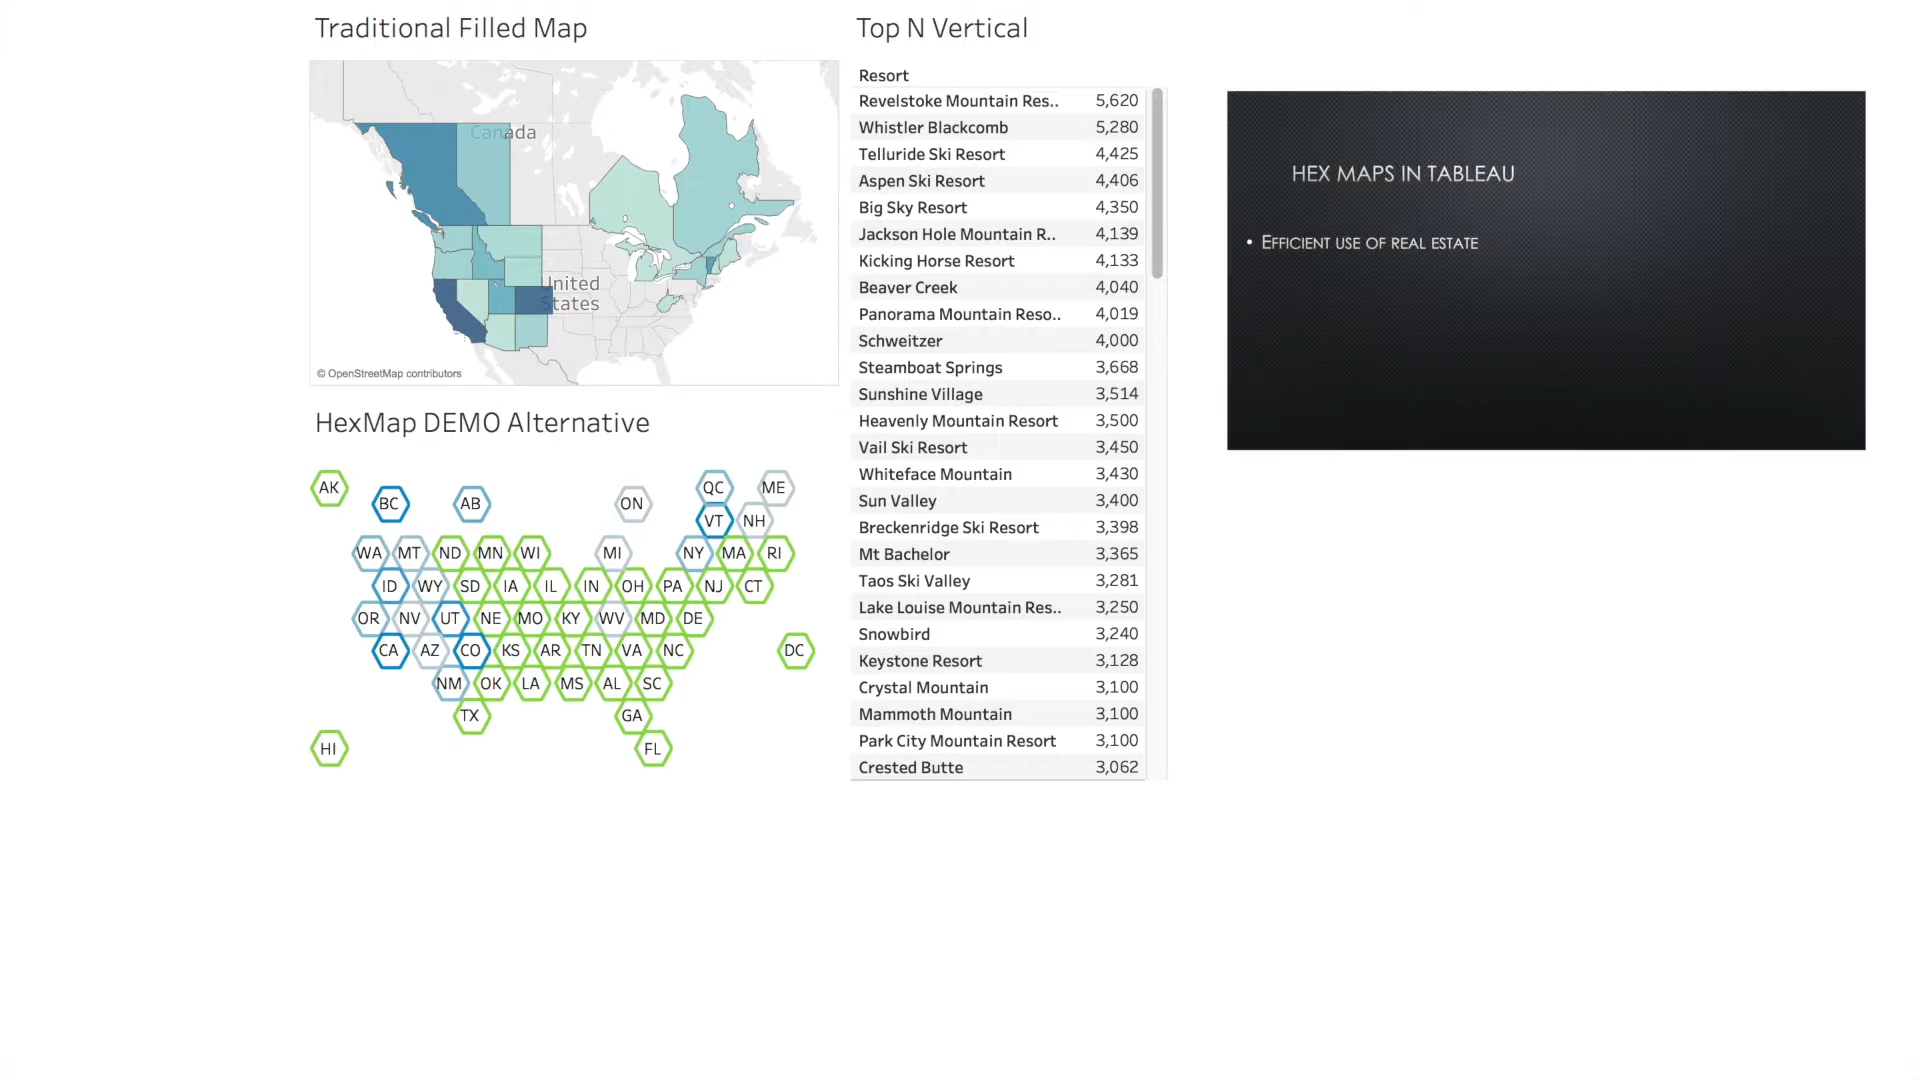 Traditional Filled Map
Canada
United
States
© OpenStreetMap contributors
HexMap DEMO Alternative
AK
BC
AB
ON
QC
ME
VT
NH
WA
MT
ND
MN
WI
MI
NY
MA
RI
ID
WY
SD
IA
IL
IN
OH
PA
NJ
CT
OR
NV
UT
NE
MO
KY
WV
MD
DE
CA
AZ
CO
KS
AR
TN
VA
NC
DC
NM
OK
LA
MS
AL
SC
TX
GA
HI
FL
Top N Vertical
Resort
Revelstoke Mountain Res.. 5,620
Whistler Blackcomb 5,280
Telluride Ski Resort 4,425
Aspen Ski Resort 4,406
Big Sky Resort 4,350
Jackson Hole Mountain R.. 4,139
Kicking Horse Resort 4,133
Beaver Creek 4,040
Panorama Mountain Reso.. 4,019
Schweitzer 4,000
Steamboat Springs 3,668
Sunshine Village 3,514
Heavenly Mountain Resort 3,500
Vail Ski Resort 3,450
Whiteface Mountain 3,430
Sun Valley 3,400
Breckenridge Ski Resort 3,398
Mt Bachelor 3,365
Taos Ski Valley 3,281
Lake Louise Mountain Res.. 3,250
Snowbird 3,240
Keystone Resort 3,128
Crystal Mountain 3,100
Mammoth Mountain 3,100
Park City Mountain Resort 3,100
Crested Butte 3,062
HEX MAPS IN TABLEAU
• EFFICIENT USE OF REAL ESTATE